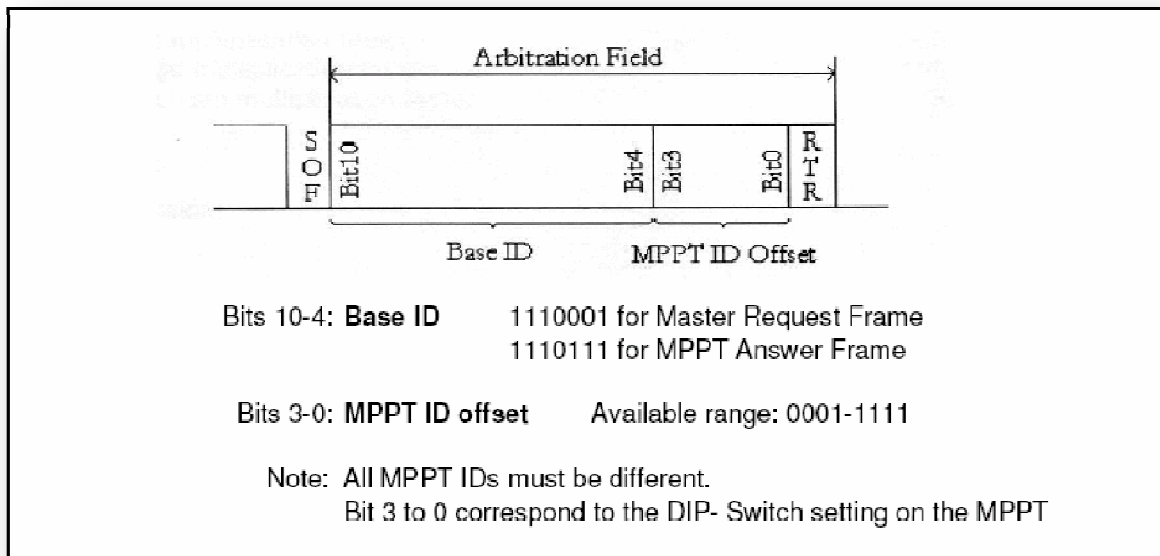 Arbitration Field
SOF
Bit10
Bit4
Bit3
Bit0
RTR
Base ID
MPPT ID Offset
Bits 10-4: Base ID 1110001 for Master Request Frame
1110111 for MPPT Answer Frame
Bits 3-0: MPPT ID offset Available range: 0001-1111
Note: All MPPT IDs must be different.
Bit 3 to 0 correspond to the DIP- Switch setting on the MPPT